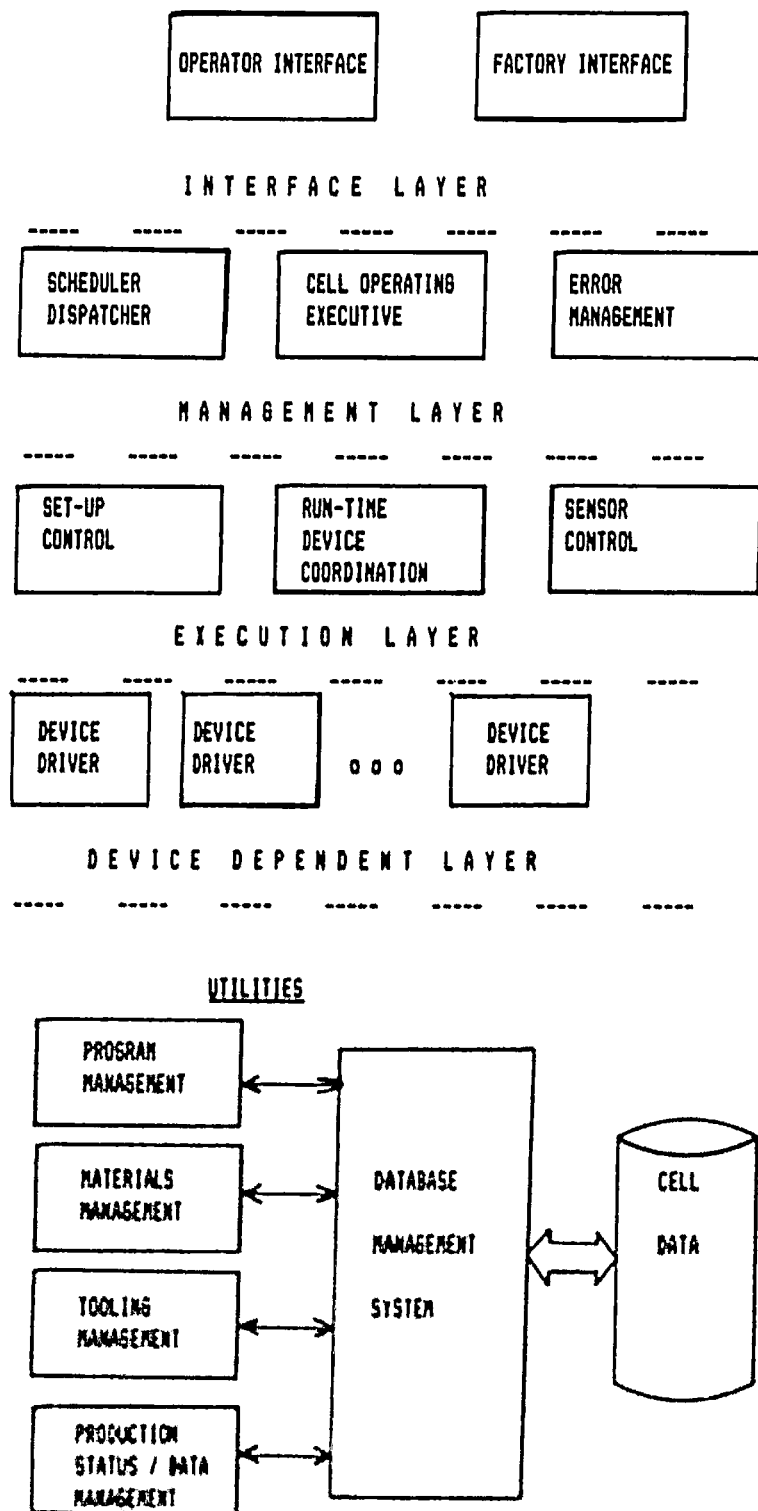 OPERATOR INTERFACE
FACTORY INTERFACE
INTERFACE LAYER
SCHEDULER
DISPATCHER
CELL OPERATING
EXECUTIVE
ERROR
MANAGEMENT
MANAGEMENT LAYER
SET-UP
CONTROL
RUN-TIME
DEVICE
COORDINATION
SENSOR
CONTROL
EXECUTION LAYER
DEVICE
DRIVER
DEVICE
DRIVER
ooo
DEVICE
DRIVER
DEVICE DEPENDENT LAYER
UTILITIES
PROGRAM
MANAGEMENT
MATERIALS
MANAGEMENT
TOOLING
MANAGEMENT
PRODUCTION
STATUS / DATA
MANAGEMENT
DATABASE
MANAGEMENT
SYSTEM
CELL
DATA